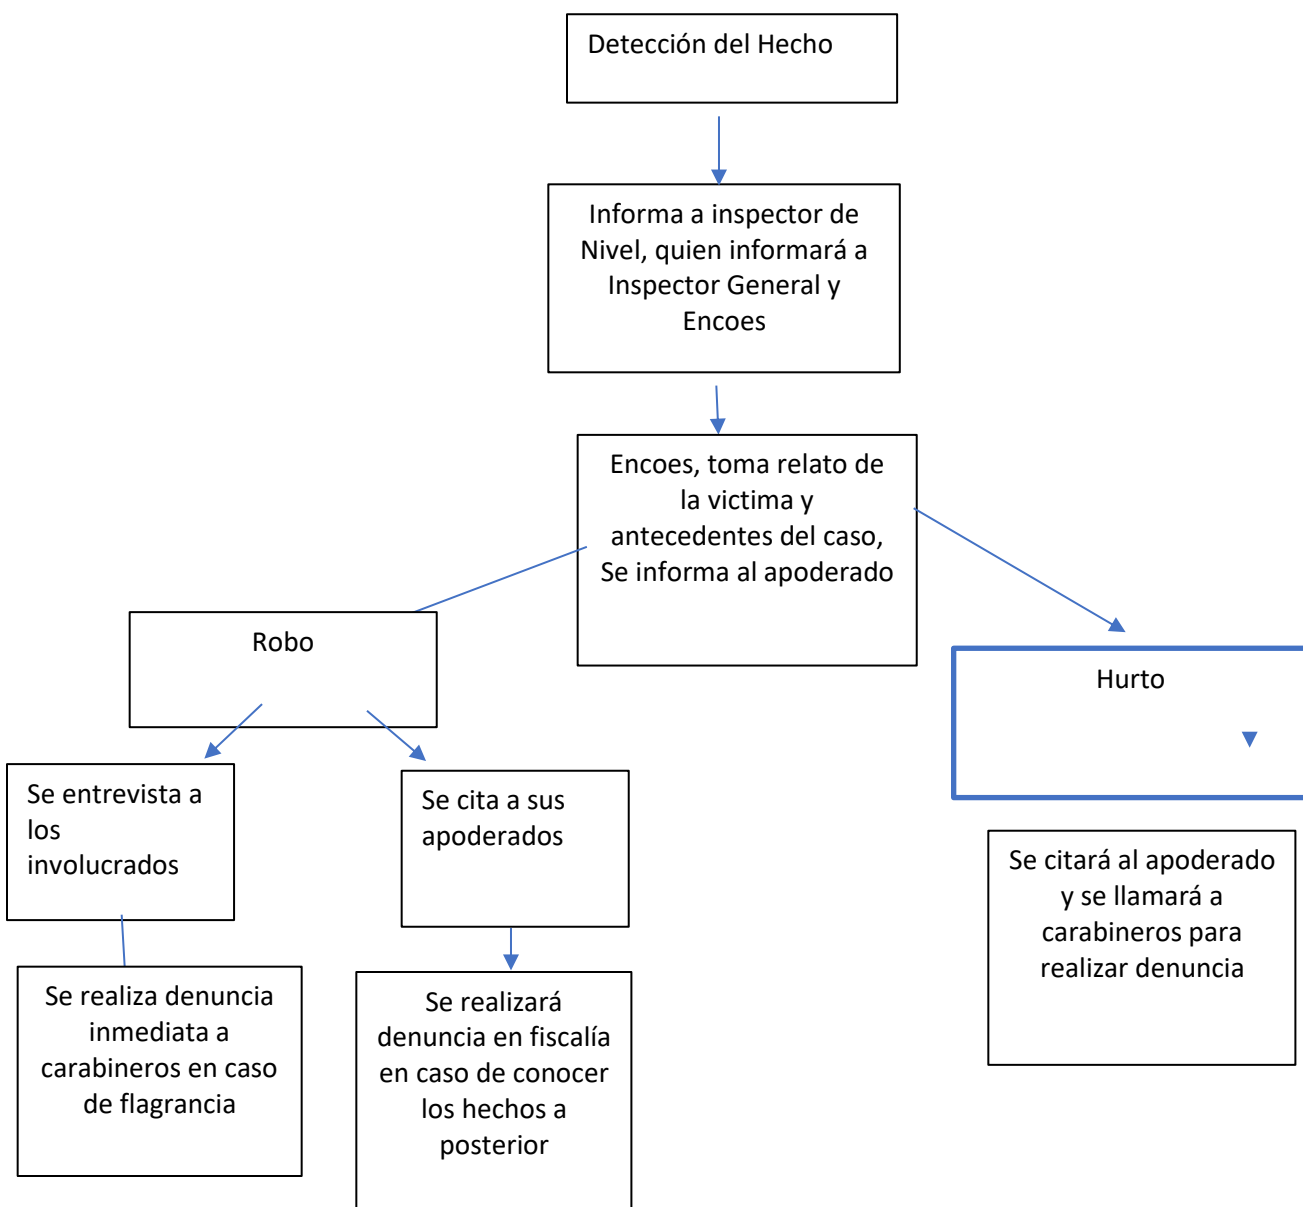 Detección del Hecho
Informa a inspector de
Nivel, quien informará a
Inspector General y
Encoes
Encoes, toma relato de
la victima y
antecedentes del caso,
Se informa al apoderado
Robo
Hurto
Se entrevista a
los
involucrados
Se cita a sus
apoderados
Se citará al apoderado
y se llamará a
carabineros para
realizar denuncia
Se realiza denuncia
inmediata a
carabineros en caso
de flagrancia
Se realizará
denuncia en fiscalía
en caso de conocer
los hechos a
posterior